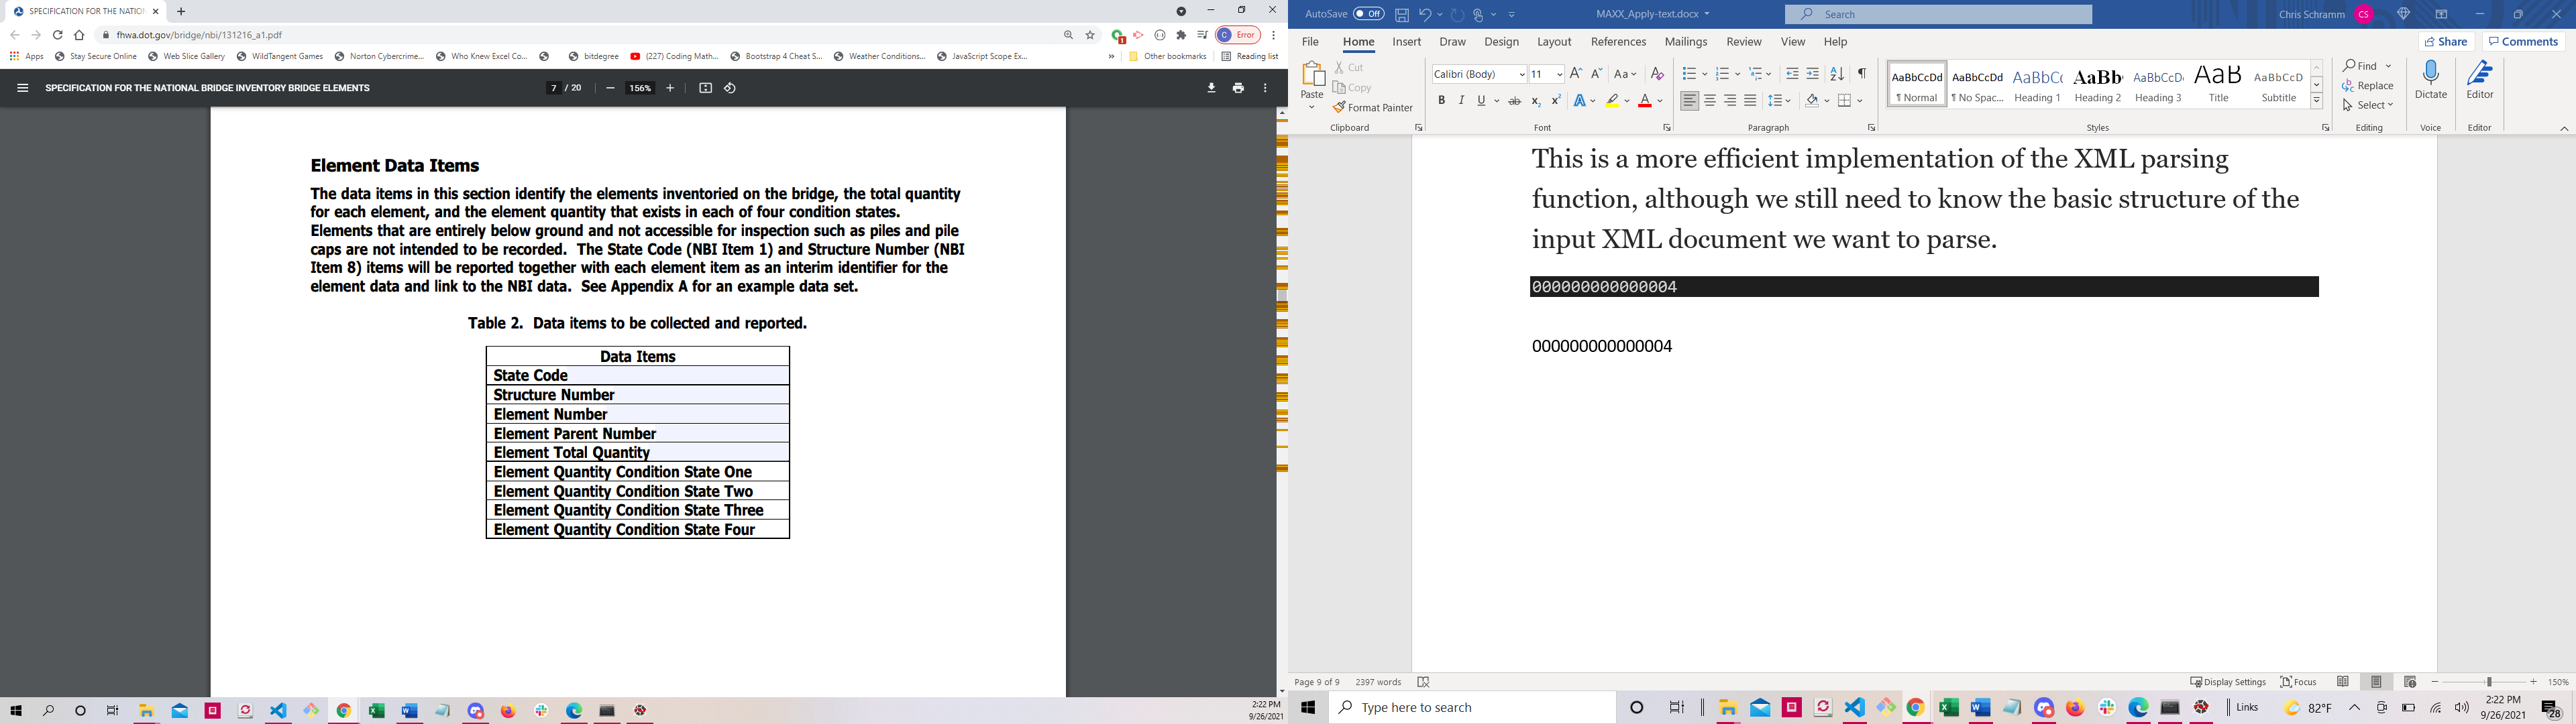 SPECIFICATION FOR THE NATION
fhwa.dot.gov/bridge/nbi/131216_a1.pdf
Error
Apps
Stay Secure Online
Web Slice Gallery
WildTangent Games
Norton Cybercrime...
Who Knew Excel Co...
bitdegree
(227) Coding Math...
Bootstrap 4 Cheat S...
Weather Conditions...
JavaScript Scope Ex...
Other bookmarks
Reading list
SPECIFICATION FOR THE NATIONAL BRIDGE INVENTORY BRIDGE ELEMENTS
7 / 20
156%
Element Data Items
The data items in this section identify the elements inventoried on the bridge, the total quantity
for each element, and the element quantity that exists in each of four condition states.
Elements that are entirely below ground and not accessible for inspection such as piles and pile
caps are not intended to be recorded. The State Code (NBI Item 1) and Structure Number (NBI
Item 8) items will be reported together with each element item as an interim identifier for the
element data and link to the NBI data. See Appendix A for an example data set.
Table 2. Data items to be collected and reported.
Data Items
State Code
Structure Number
Element Number
Element Parent Number
Element Total Quantity
Element Quantity Condition State One
Element Quantity Condition State Two
Element Quantity Condition State Three
Element Quantity Condition State Four
2:22 PM
9/26/2021
AutoSave Off
MAXX_Apply-text.docx
Search
Chris Schramm
CS
File Home Insert Draw Design Layout References Mailings Review View Help
Share
Comments
Paste
Cut
Copy
Format Painter
Clipboard
Calibri (Body)
11
Font
Paragraph
AaBbCcDd
¶ Normal
AaBbCcDd
¶ No Spac...
AaBbCc
Heading 1
AaBb
Heading 2
AaBbCcD
Heading 3
AaB
Title
AaBbCcD
Subtitle
Styles
Find
Replace
Select
Editing
Dictate
Voice
Editor
Editor
This is a more efficient implementation of the XML parsing
function, although we still need to know the basic structure of the
input XML document we want to parse.
000000000000004
000000000000004
Page 9 of 9
2397 words
Display Settings
Focus
150%
Type here to search
Links
82°F
2:22 PM
9/26/2021
28